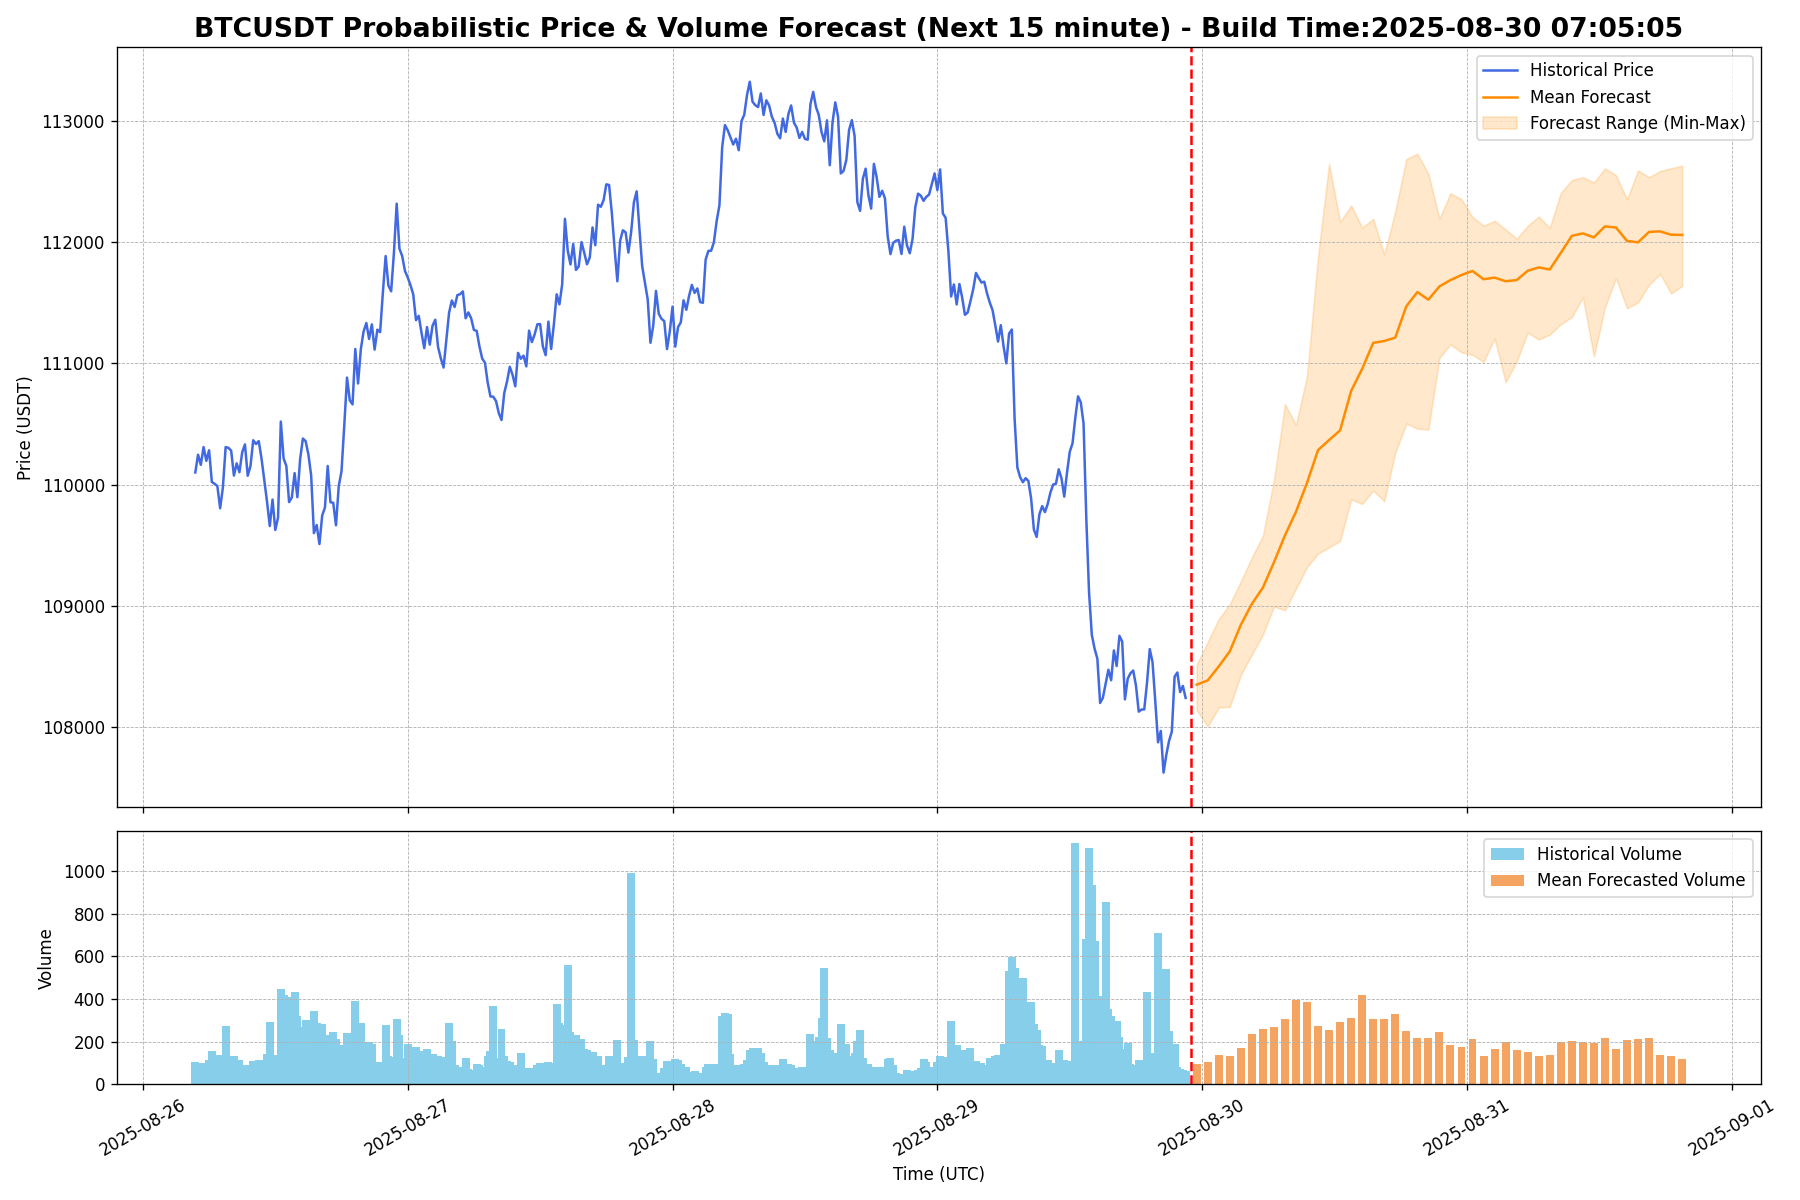 BTCUSDT Probabilistic Price & Volume Forecast (Next 15 minute) - Build Time:2025-08-30 07:05:05
Historical Price
Mean Forecast
Forecast Range (Min-Max)
113000
112000
111000
110000
109000
108000
Price (USDT)
Historical Volume
Mean Forecasted Volume
1000
800
600
400
200
0
Volume
2025-08-26
2025-08-27
2025-08-28
2025-08-29
2025-08-30
2025-08-31
2025-09-01
Time (UTC)